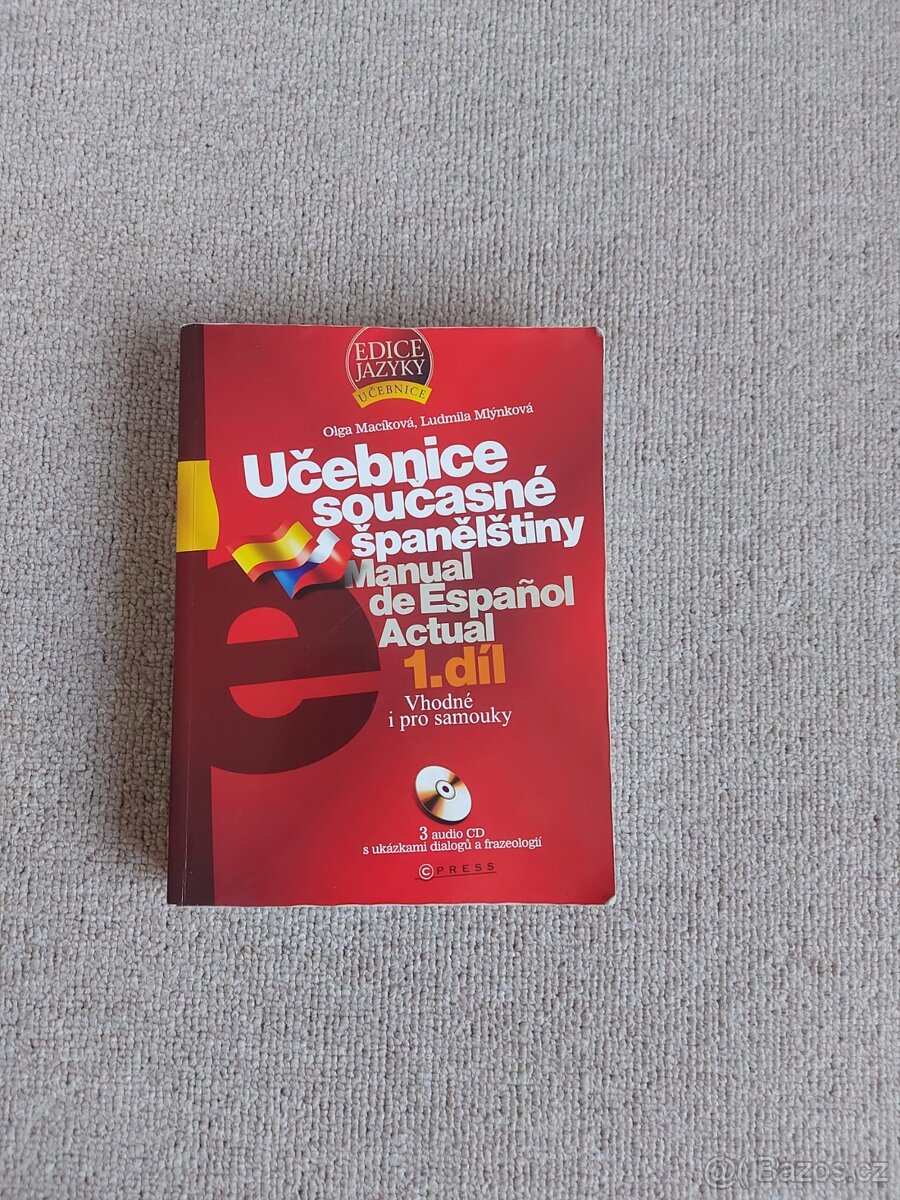 EDICE
JAZYKY
UČEBNICE
Olga Macíková, Ludmila Mlýnková
Učebnice
současné
španělštiny
Manual
de Español
Actual
1.díl
Vhodné
i pro samouky
3 audio CD
s ukázkami dialogů a frazeologií
CPRESS
@ Bazos.cz